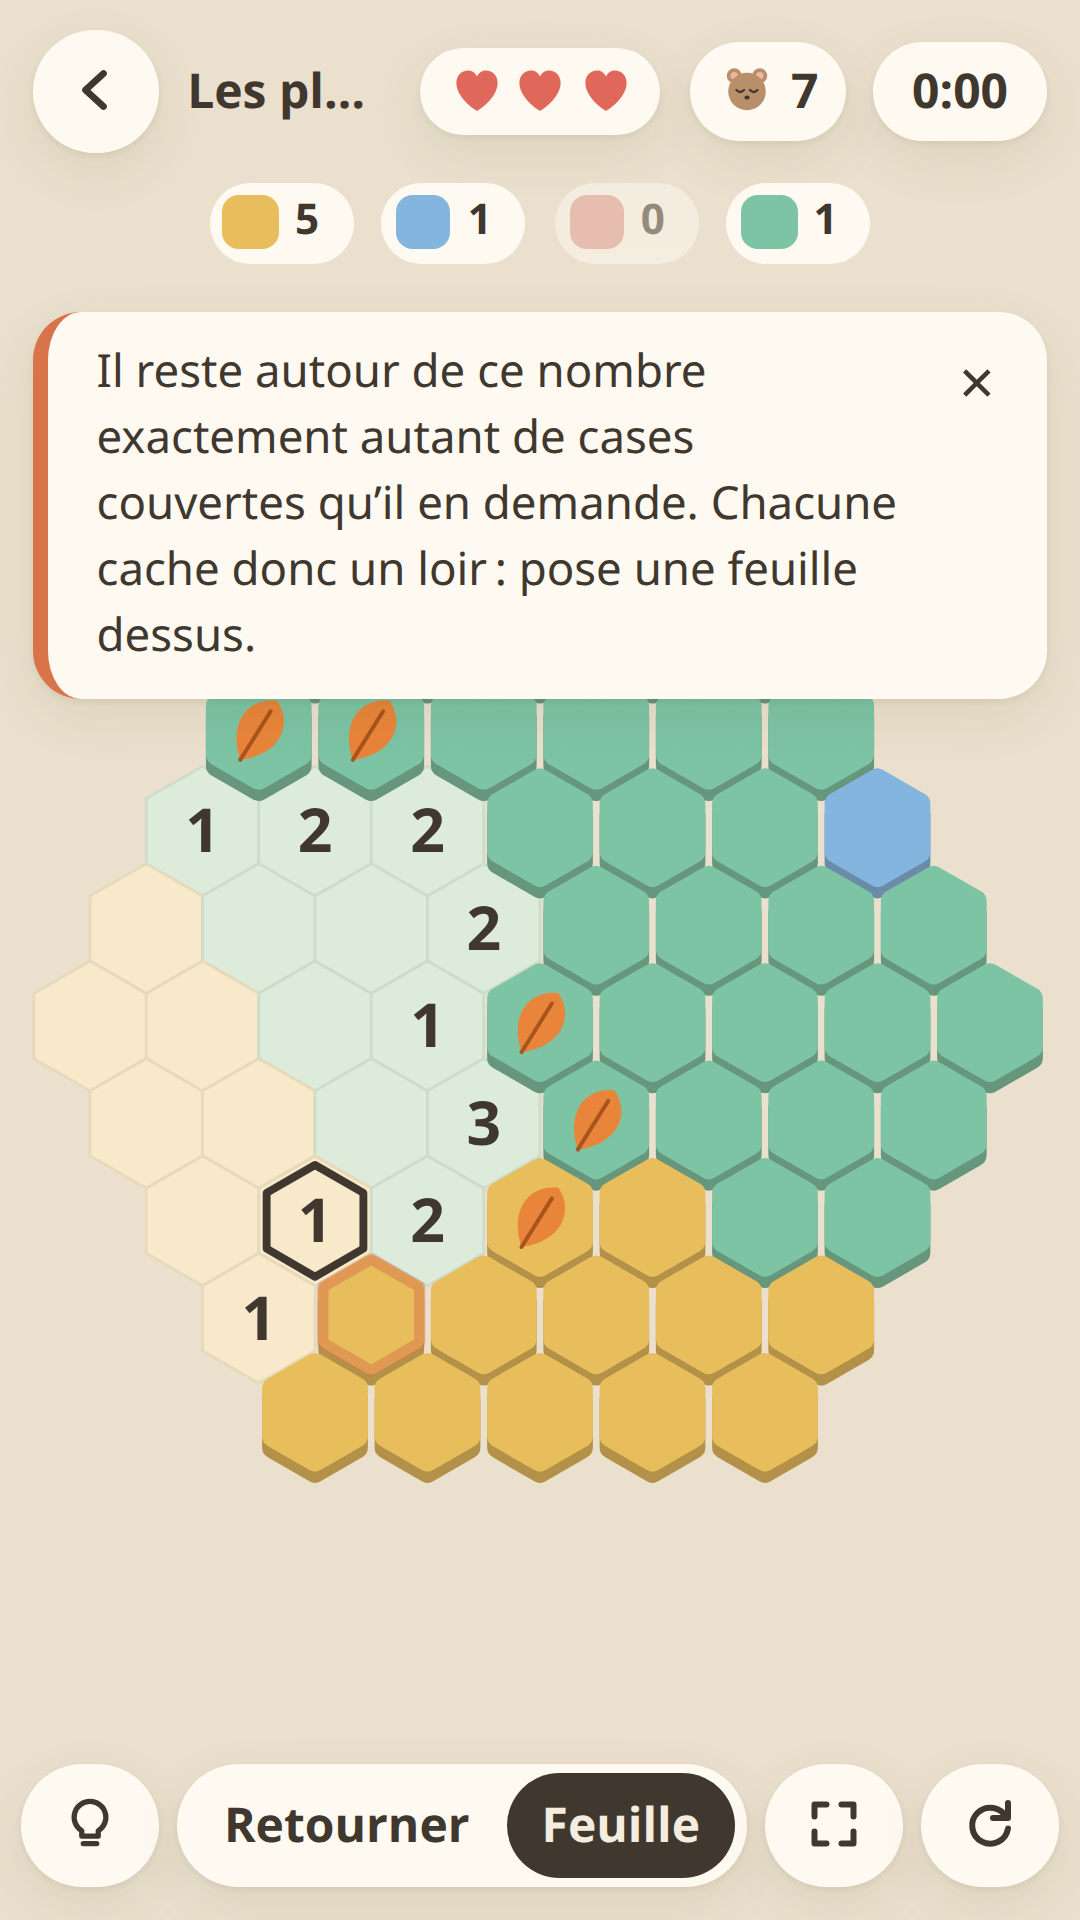 Les pl... 7 0:00
5 1 0 1
Il reste autour de ce nombre
exactement autant de cases
couvertes qu’il en demande. Chacune
cache donc un loir : pose une feuille
dessus.
1 2 2
2
1
3
1 2
1
Retourner Feuille